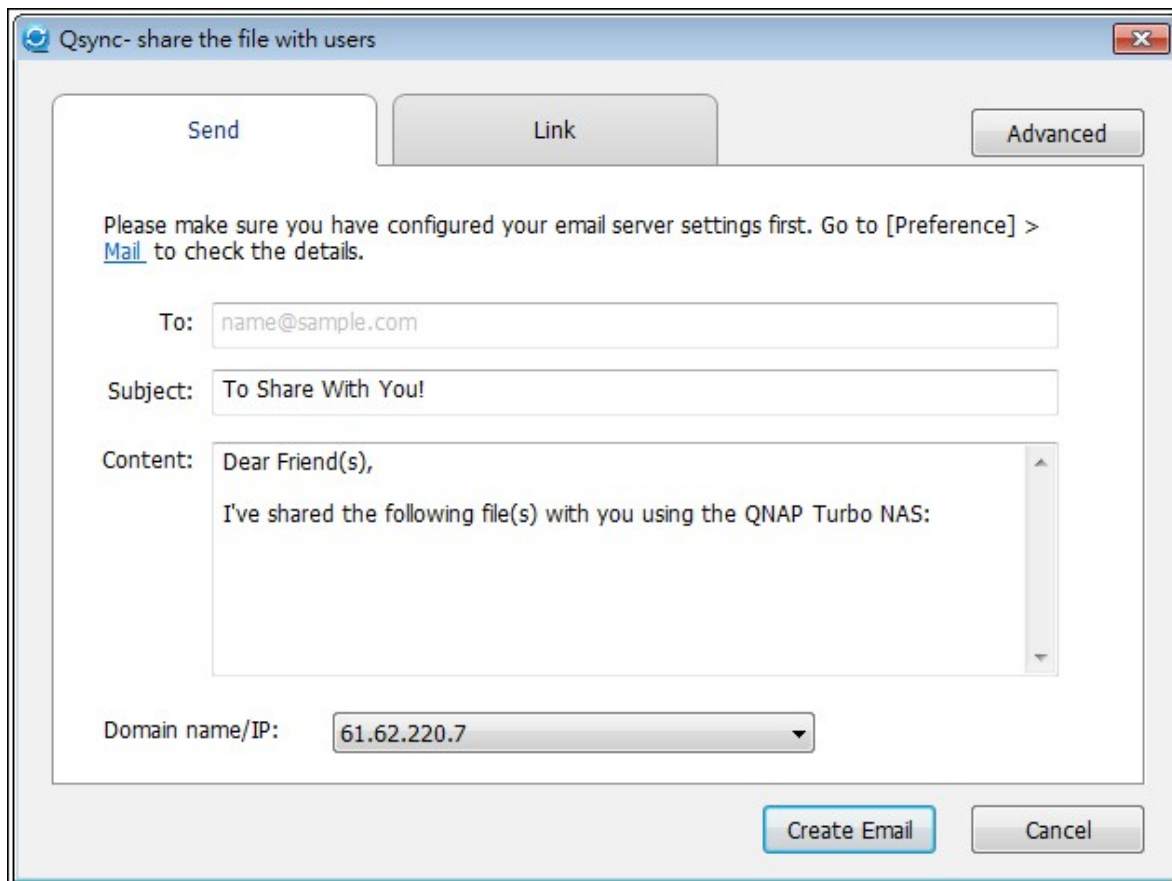 Qsync- share the file with users
Send
Link
Advanced
Please make sure you have configured your email server settings first. Go to [Preference] >
Mail to check the details.
To: name@sample.com
Subject: To Share With You!
Content: Dear Friend(s),
I've shared the following file(s) with you using the QNAP Turbo NAS:
Domain name/IP: 61.62.220.7
Create Email
Cancel